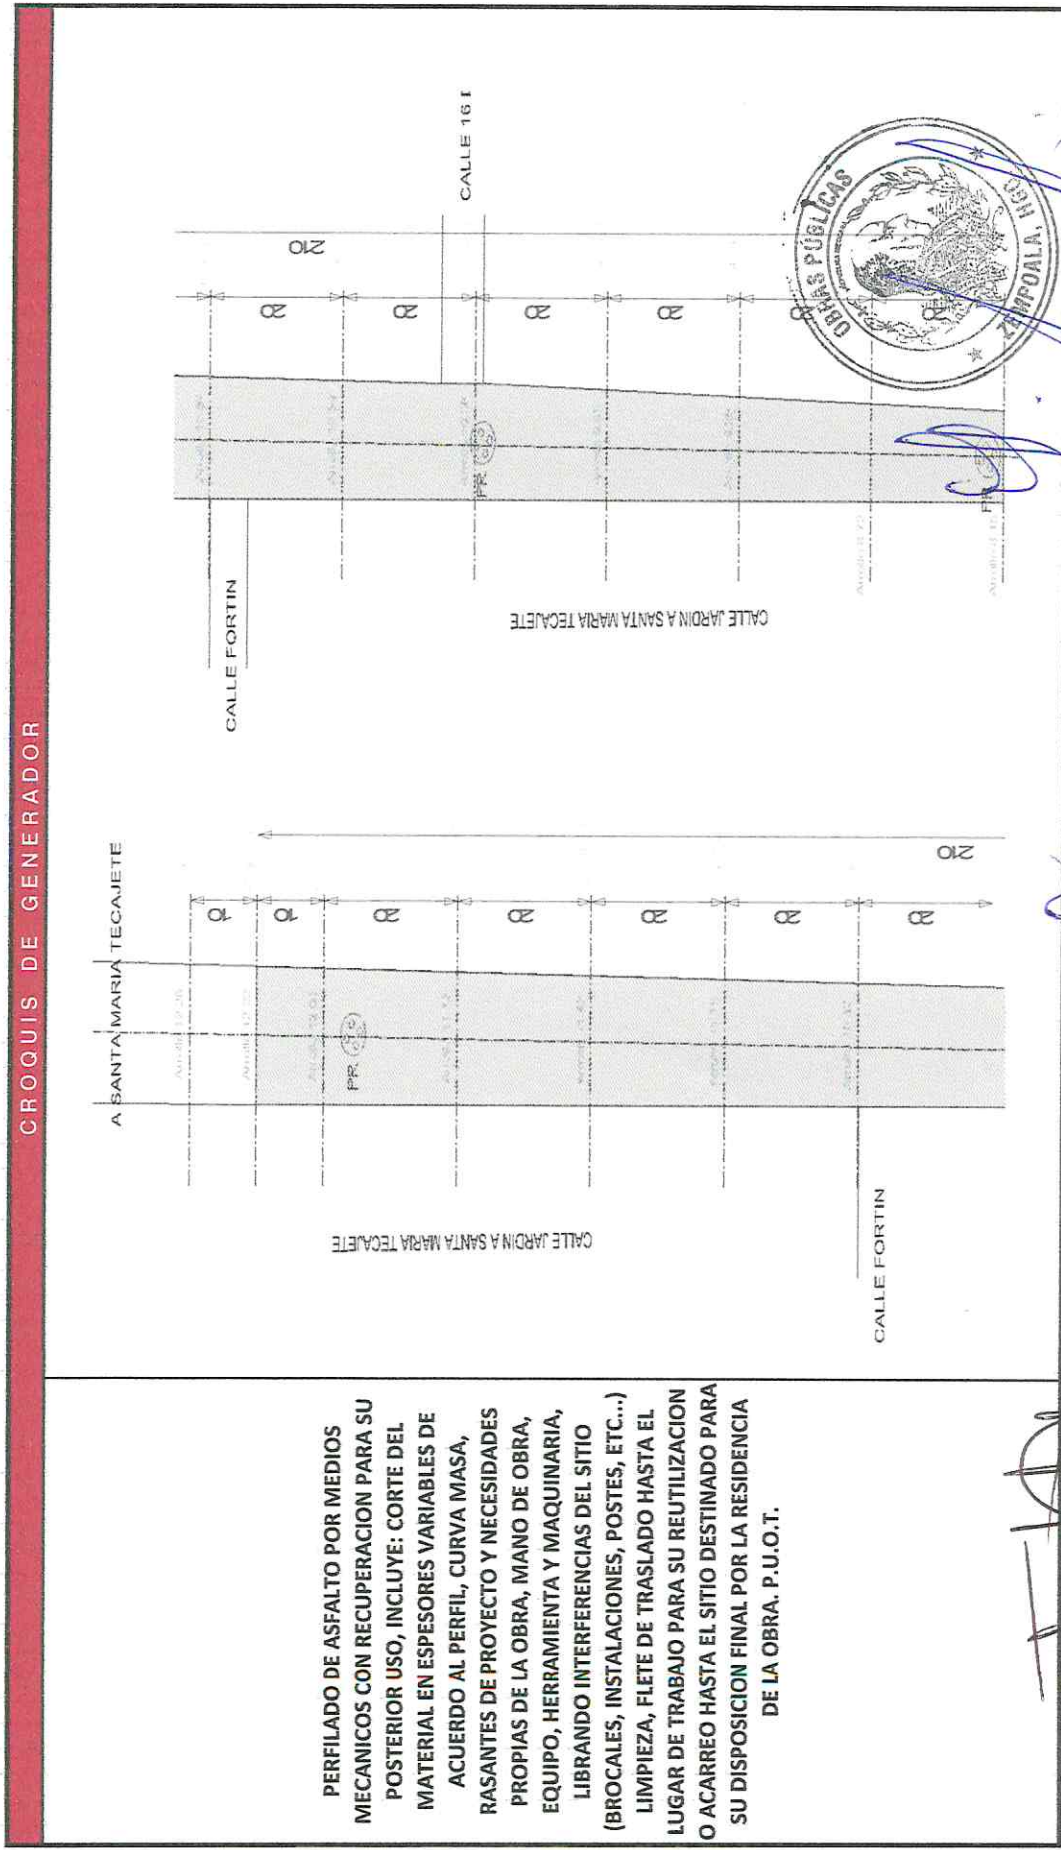 CROQUIS DE GENERADOR
PERFILADO DE ASFALTO POR MEDIOS
MECANICOS CON RECUPERACION PARA SU
POSTERIOR USO, INCLUYE: CORTE DEL
MATERIAL EN ESPESORES VARIABLES DE
ACUERDO AL PERFIL, CURVA MASA,
RASANTES DE PROYECTO Y NECESIDADES
PROPIAS DE LA OBRA, MANO DE OBRA,
EQUIPO, HERRAMIENTA Y MAQUINARIA,
LIBRANDO INTERFERENCIAS DEL SITIO
(BROCALES, INSTALACIONES, POSTES, ETC...)
LIMPIEZA, FLETE DE TRASLADO HASTA EL
LUGAR DE TRABAJO PARA SU REUTILIZACION
O ACARREO HASTA EL SITIO DESTINADO PARA
SU DISPOSICION FINAL POR LA RESIDENCIA
DE LA OBRA. P.U.O.T.
A SANTA MARIA TECAJETE
10
10
20
20
20
20
20
210
PR
CALLE JARDIN A SANTA MARIA TECAJETE
CALLE FORTIN
CALLE FORTIN
210
20
20
20
20
20
20
CALLE 16 I
PR
PR
CALLE JARDIN A SANTA MARIA TECAJETE
OBRAS PÚBLICAS
ZEMPOALA, HGO